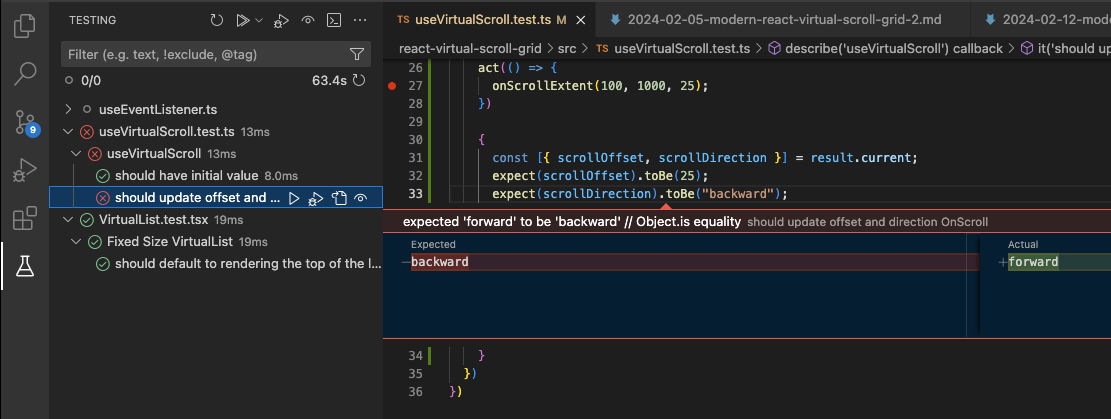 TESTING
Filter (e.g. text, !exclude, @tag)
0/0
63.4s
useEventListener.ts
useVirtualScroll.test.ts 13ms
useVirtualScroll 13ms
should have initial value 8.0ms
should update offset and ...
VirtualList.test.tsx 19ms
Fixed Size VirtualList 19ms
should default to rendering the top of the l...
9
TS useVirtualScroll.test.ts M
2024-02-05-modern-react-virtual-scroll-grid-2.md
2024-02-12-mod
react-virtual-scroll-grid > src > TS useVirtualScroll.test.ts > describe('useVirtualScroll') callback > it('should up
26 act(() => {
27 onScrollExtent(100, 1000, 25);
28 })
29
30 {
31 const [{ scrollOffset, scrollDirection }] = result.current;
32 expect(scrollOffset).toBe(25);
33 expect(scrollDirection).toBe("backward");
expected 'forward' to be 'backward' // Object.is equality should update offset and direction OnScroll
Expected
Actual
—backward
+forward
34 }
35 })
36 })